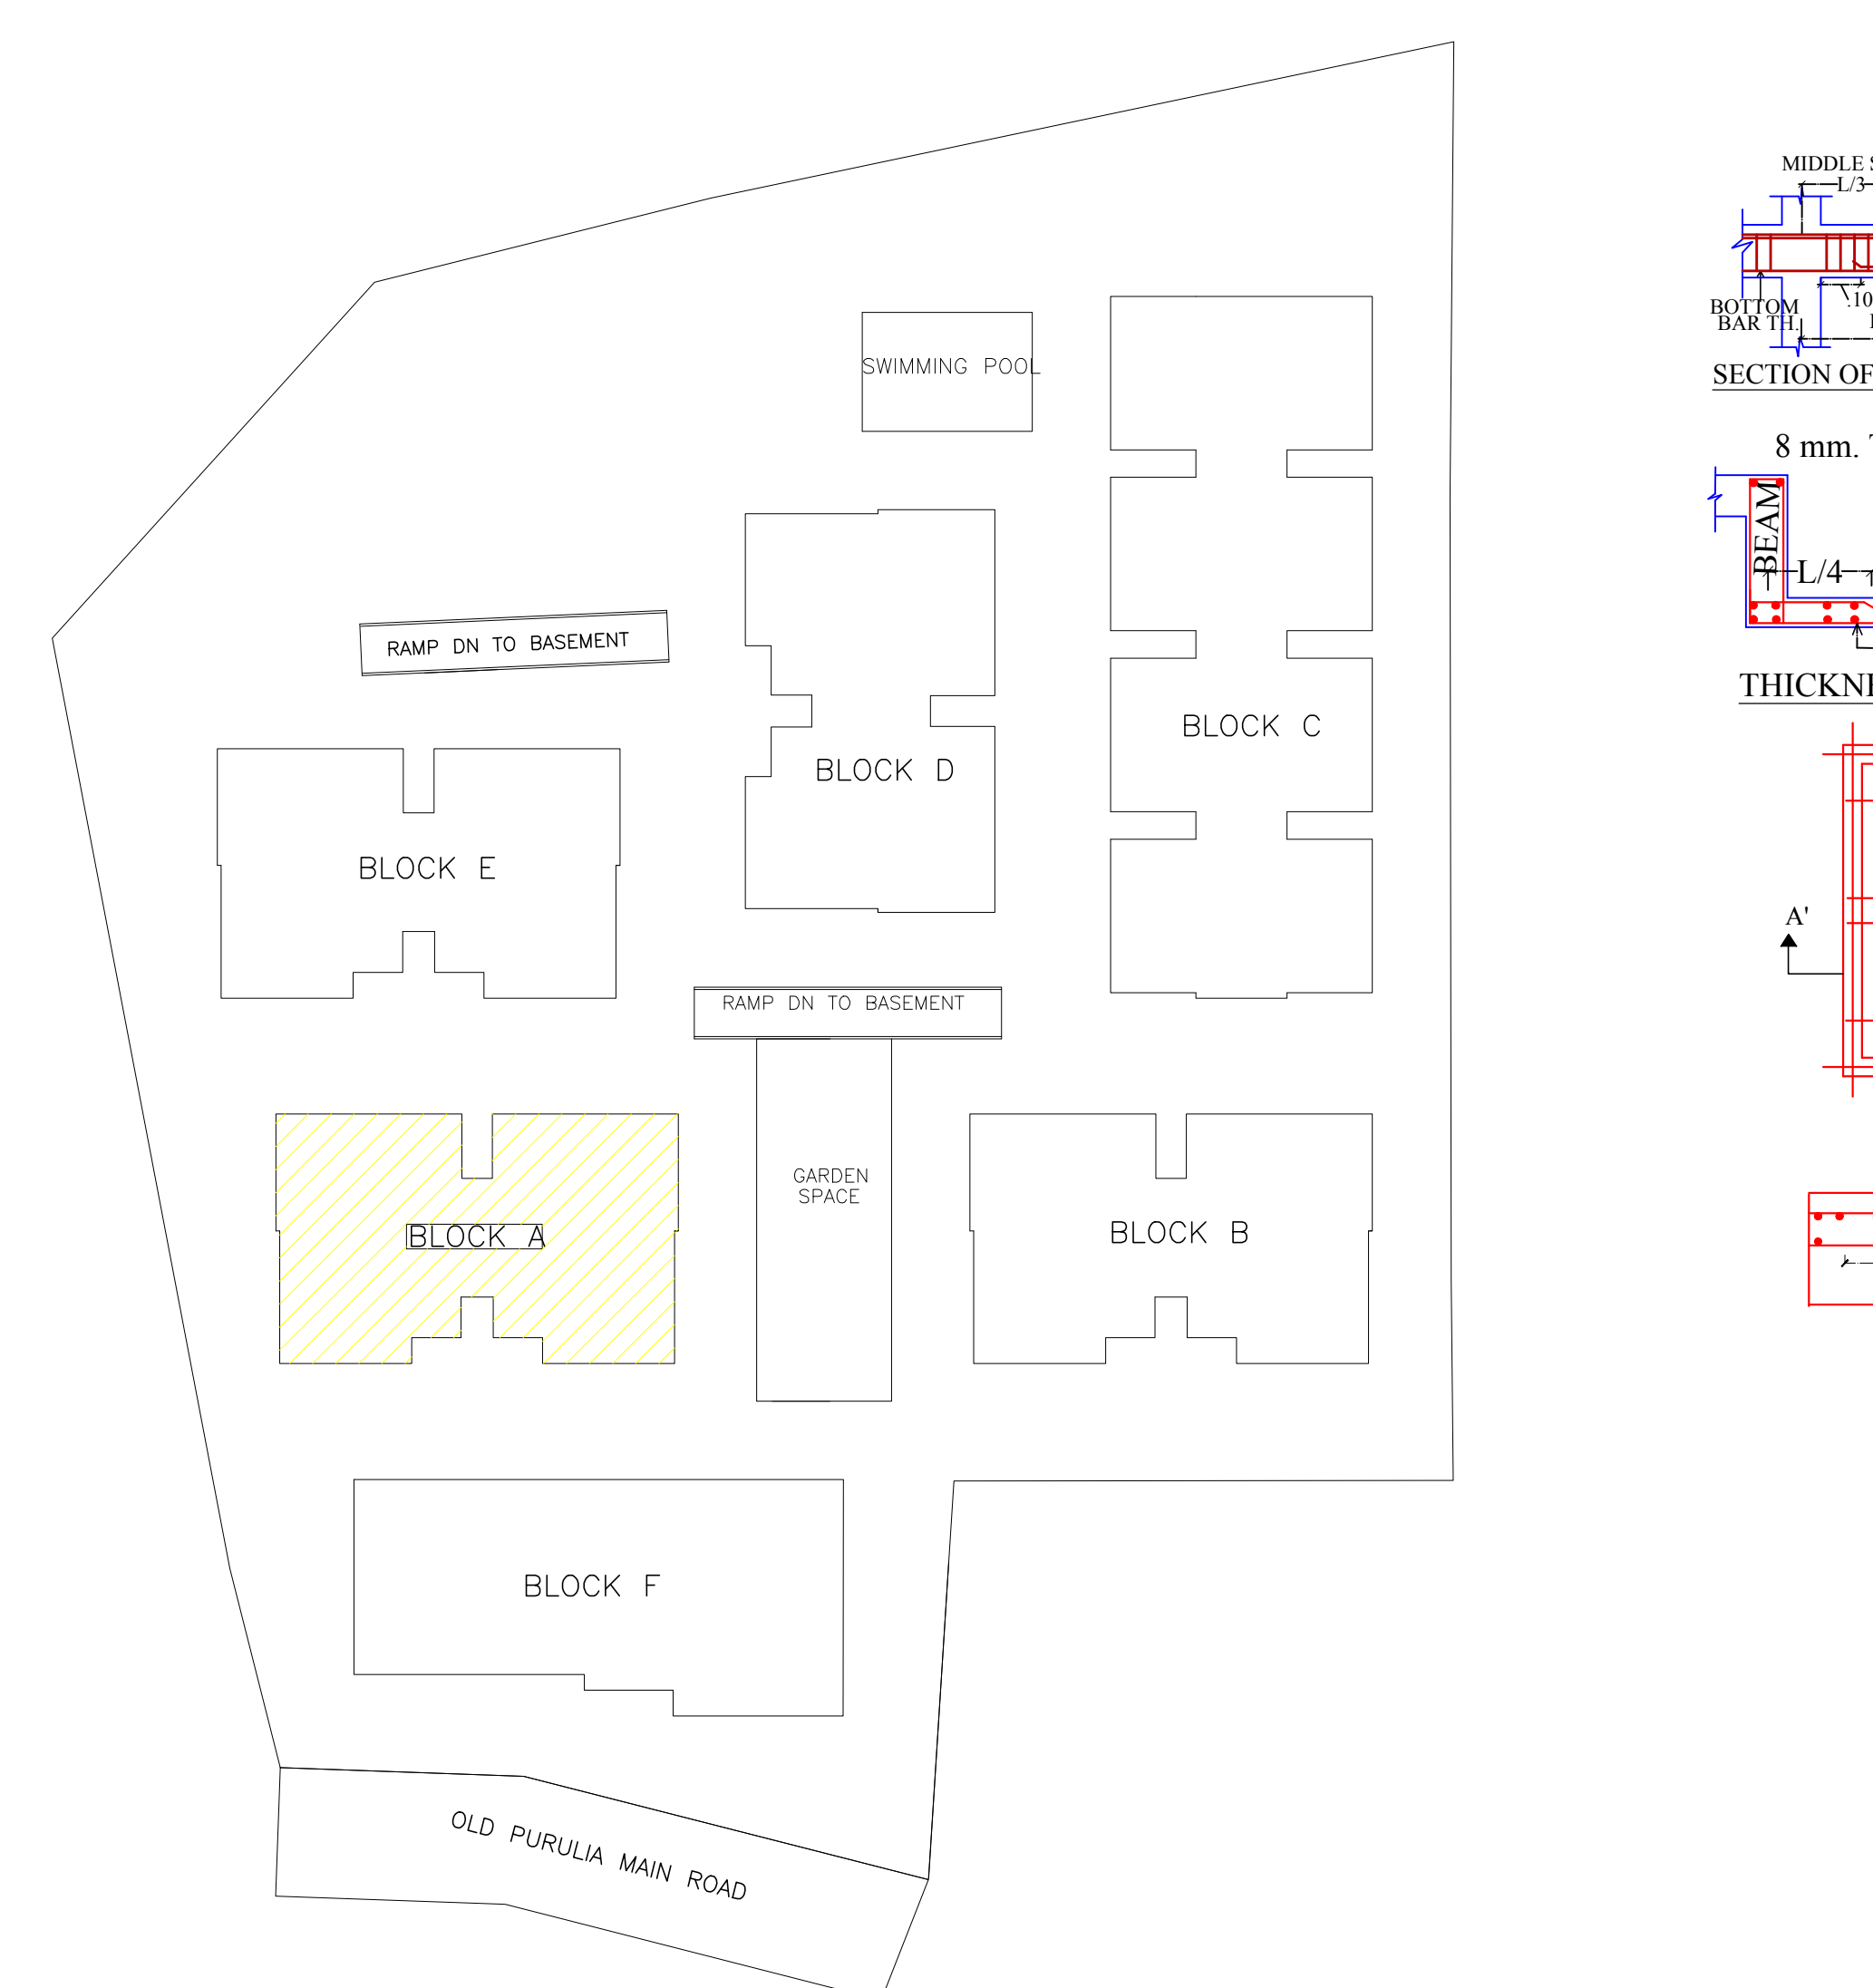 SWIMMING POOL
RAMP DN TO BASEMENT
BLOCK C
BLOCK D
BLOCK E
RAMP DN TO BASEMENT
GARDEN
SPACE
BLOCK A
BLOCK B
BLOCK F
OLD PURULIA MAIN ROAD
MIDDLE
L/3
BOTTOM
BAR TH.
.10
SECTION OF
8 mm.
BEAM
L/4
A'